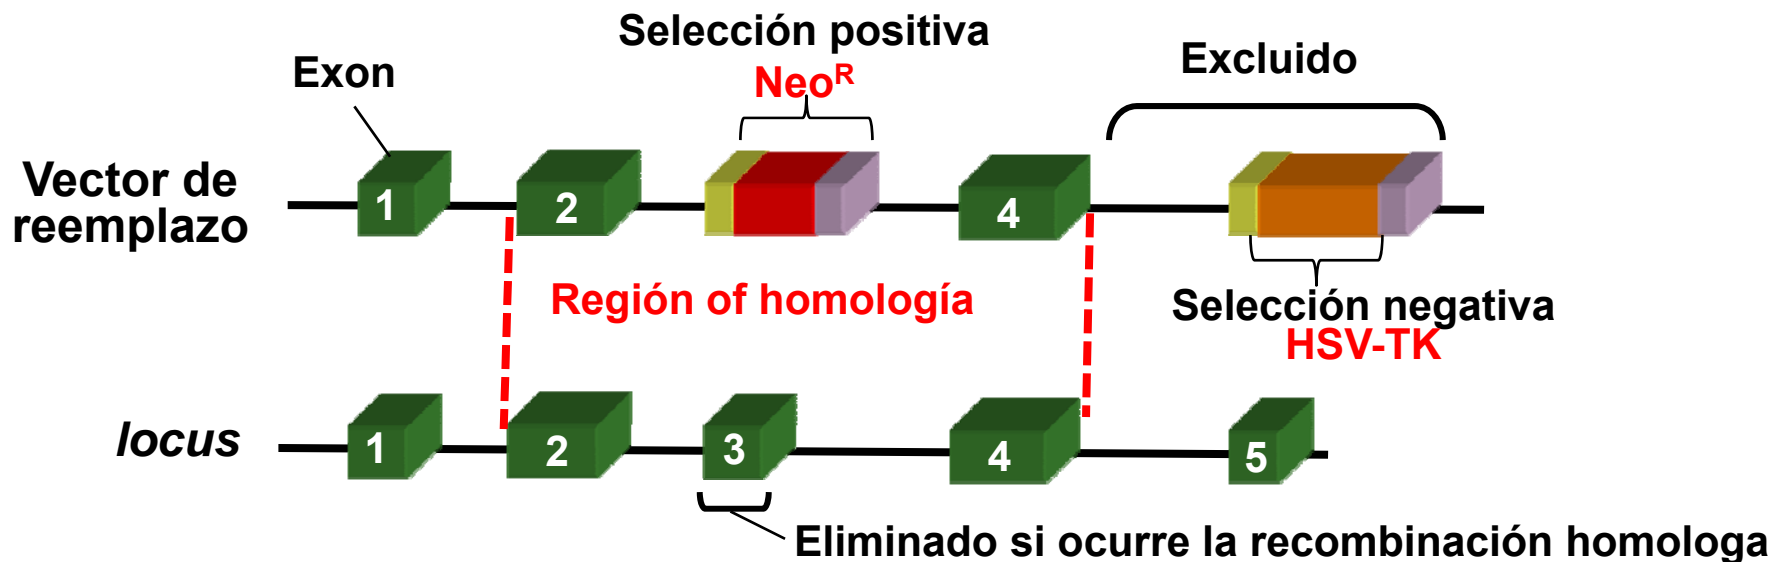 Selección positiva
Neo^R
Exon
Excluido
Vector de
reemplazo
1
2
4
Región of homología
Selección negativa
HSV-TK
locus
1
2
3
4
5
Eliminado si ocurre la recombinación homologa